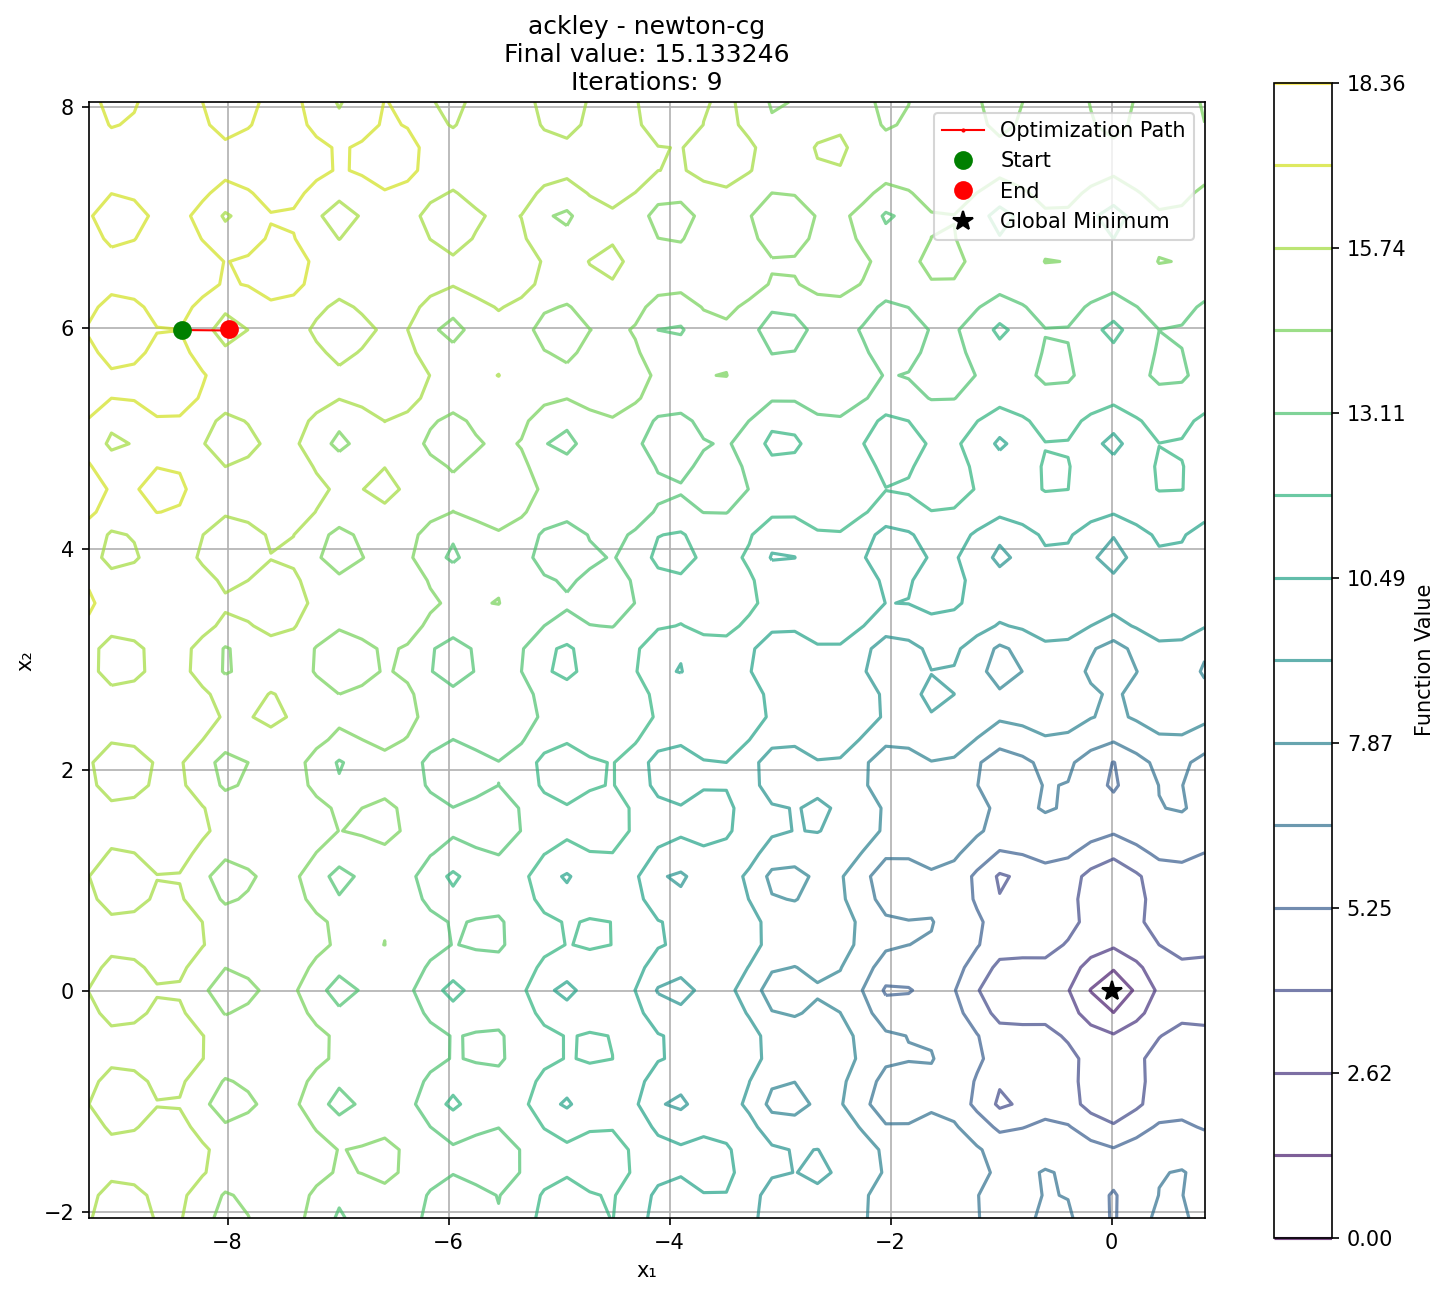 ackley - newton-cg
Final value: 15.133246
Iterations: 9
Optimization Path
Start
End
Global Minimum
8
6
4
2
0
−2
−8
−6
−4
−2
0
x₁
x₂
18.36
15.74
13.11
10.49
7.87
5.25
2.62
0.00
Function Value